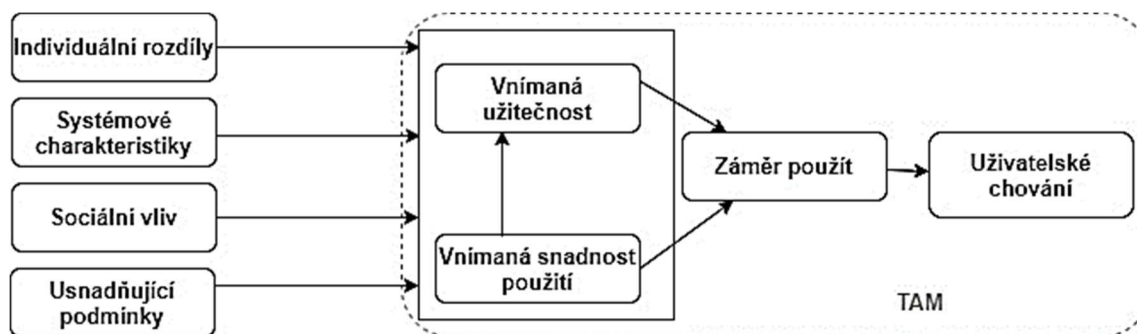 Individuální rozdíly
Systémové
charakteristiky
Sociální vliv
Usnadňující
podmínky
Vnímaná
užitečnost
Vnímaná snadnost
použití
Záměr použít
Uživatelské
chování
TAM